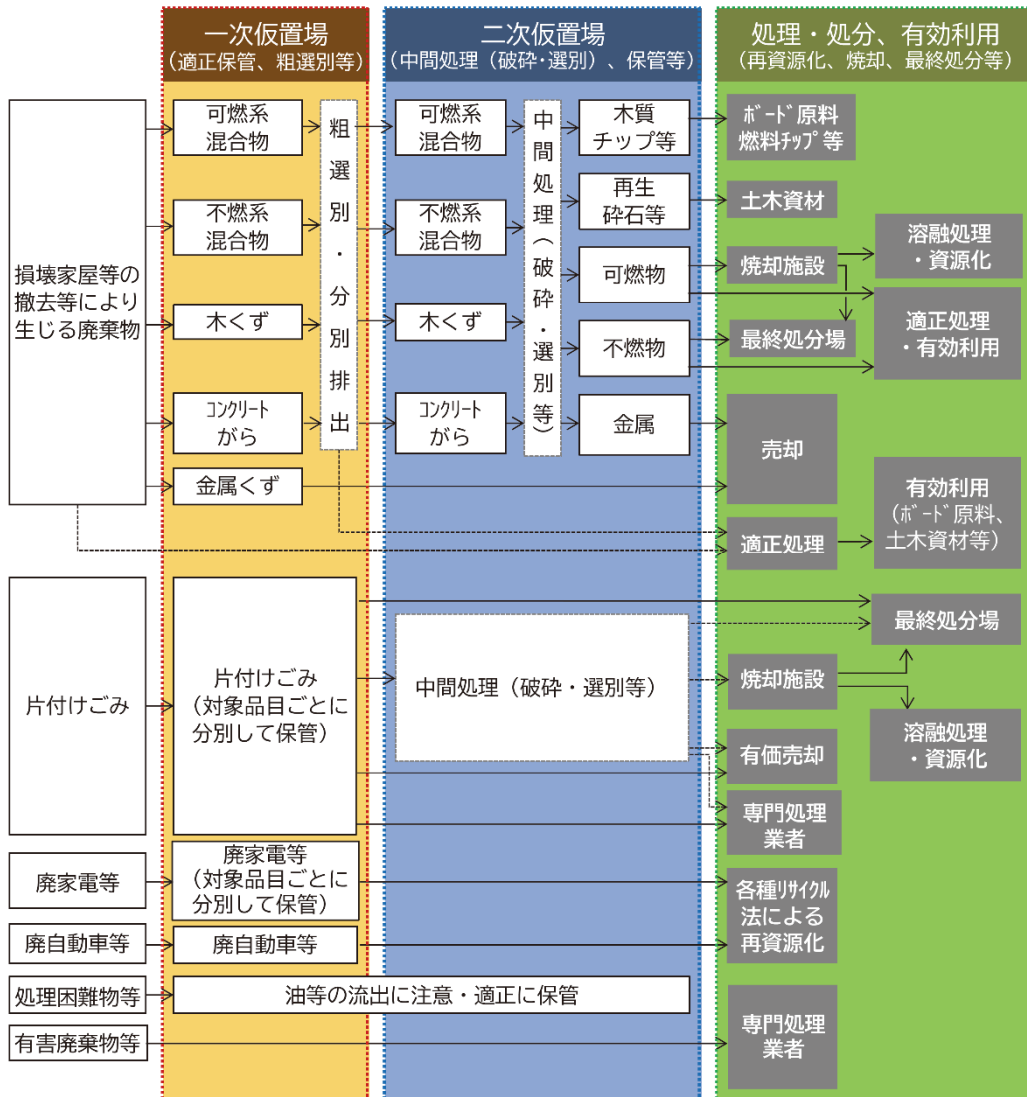 一次仮置場
（適正保管、粗選別等）
二次仮置場
（中間処理（破砕・選別）、保管等）
処理・処分、有効利用
（再資源化、焼却、最終処分等）
損壊家屋等の
撤去等により
生じる廃棄物
可燃系
混合物
不燃系
混合物
木くず
コンクリート
がら
金属くず
粗選別・分別排出
可燃系
混合物
不燃系
混合物
木くず
コンクリート
がら
中間処理（破砕・選別等）
木質
チップ等
再生
砕石等
可燃物
不燃物
金属
ボード原料
燃料チップ等
土木資材
焼却施設
最終処分場
溶融処理
・資源化
適正処理
・有効利用
売却
適正処理
有効利用
（ボード原料、
土木資材等）
片付けごみ
片付けごみ
（対象品目ごとに
分別して保管）
中間処理（破砕・選別等）
最終処分場
焼却施設
溶融処理
・資源化
有価売却
専門処理
業者
廃家電等
廃家電等
（対象品目ごとに
分別して保管）
各種リサイクル
法による
再資源化
廃自動車等
廃自動車等
処理困難物等
油等の流出に注意・適正に保管
有害廃棄物等
専門処理
業者